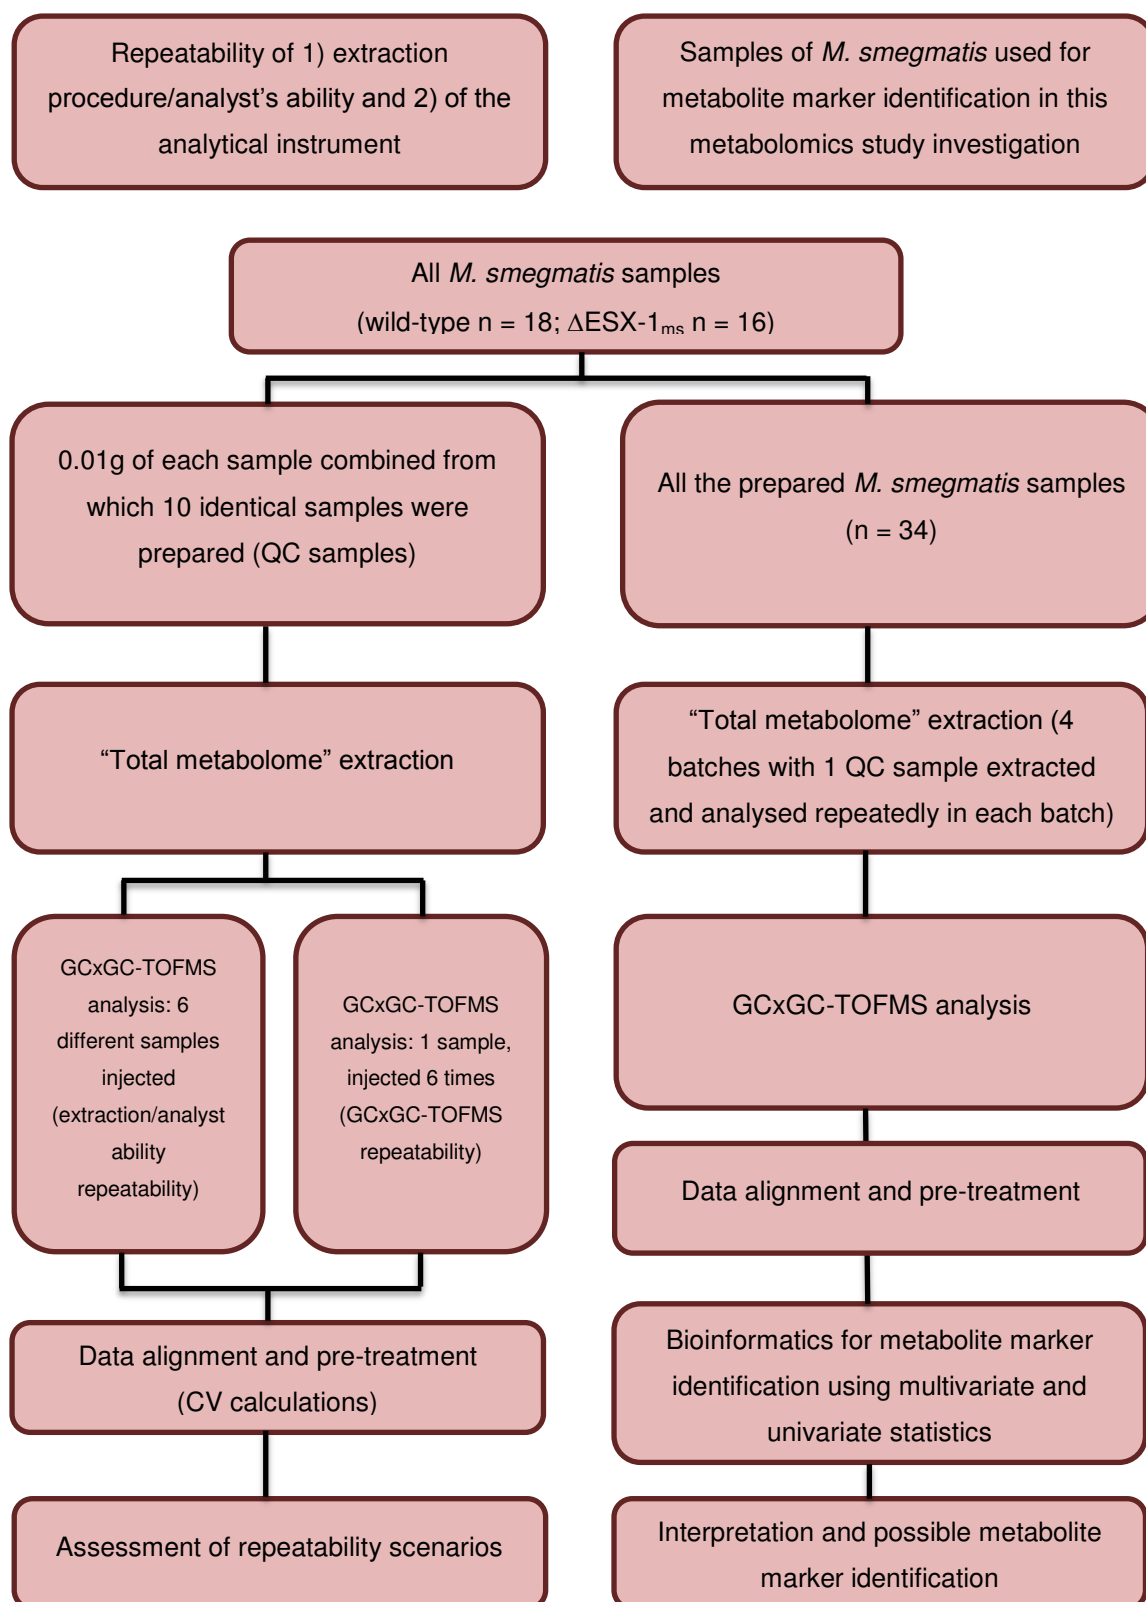 Repeatability of 1) extraction
procedure/analyst's ability and 2) of the
analytical instrument
Samples of M. smegmatis used for
metabolite marker identification in this
metabolomics study investigation
All M. smegmatis samples
(wild-type n = 18; ΔESX-1ms n = 16)
0.01g of each sample combined from
which 10 identical samples were
prepared (QC samples)
All the prepared M. smegmatis samples
(n = 34)
“Total metabolome” extraction
“Total metabolome” extraction (4
batches with 1 QC sample extracted
and analysed repeatedly in each batch)
GCxGC-TOFMS
analysis: 6
different samples
injected
(extraction/analyst
ability
repeatability)
GCxGC-TOFMS
analysis: 1 sample,
injected 6 times
(GCxGC-TOFMS
repeatability)
GCxGC-TOFMS analysis
Data alignment and pre-treatment
Data alignment and pre-treatment
(CV calculations)
Bioinformatics for metabolite marker
identification using multivariate and
univariate statistics
Assessment of repeatability scenarios
Interpretation and possible metabolite
marker identification